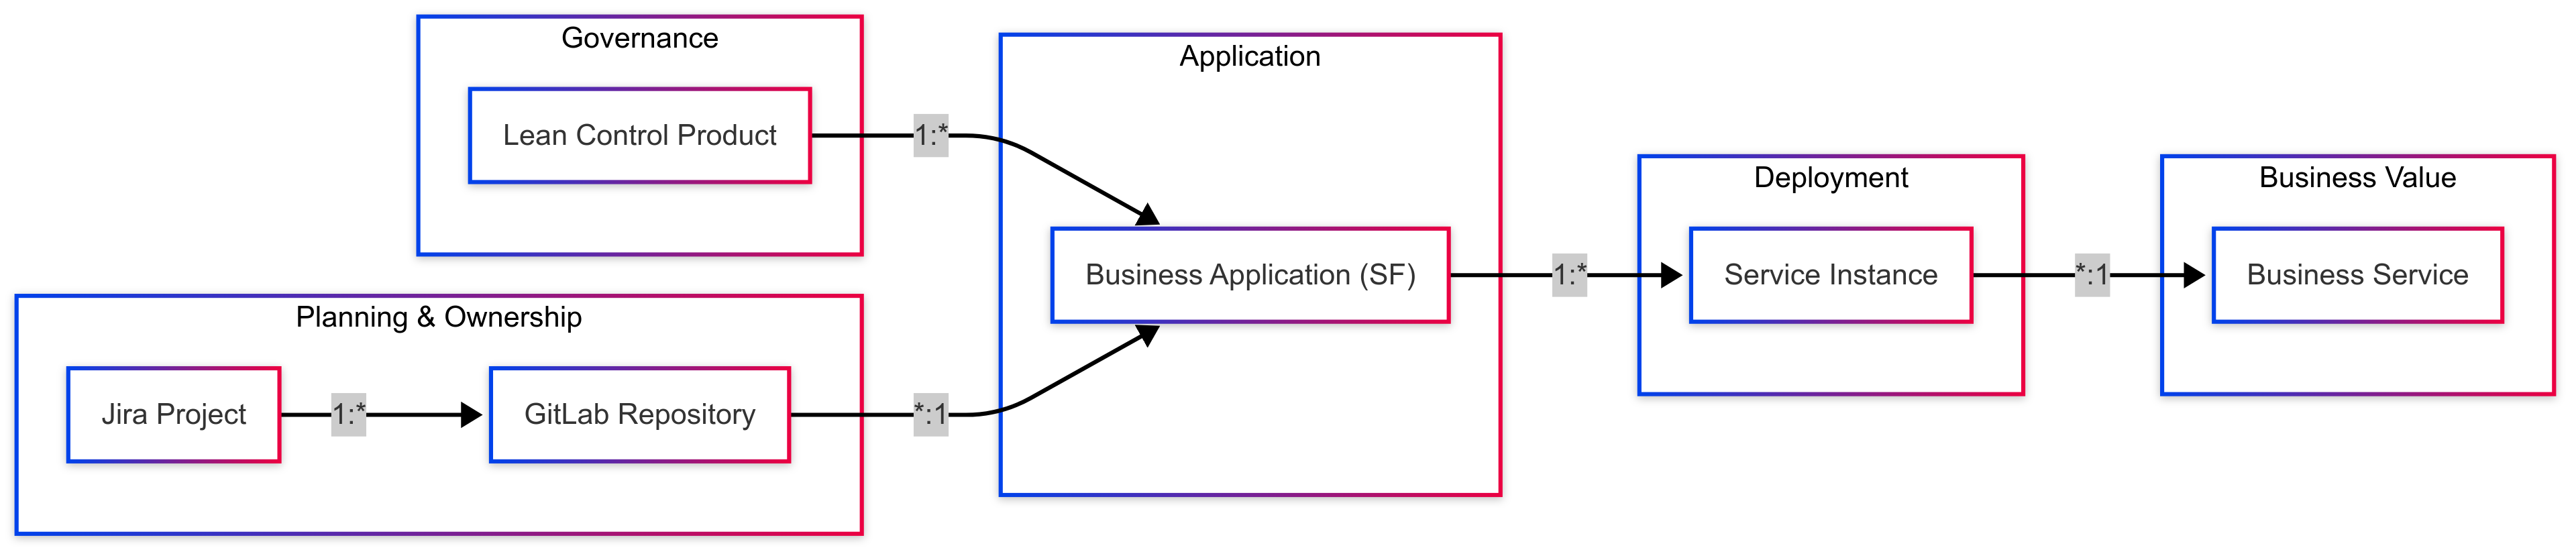 Governance
Lean Control Product
1:*
Planning & Ownership
Jira Project
1:*
GitLab Repository
*:1
Application
Business Application (SF)
1:*
Deployment
Service Instance
*:1
Business Value
Business Service